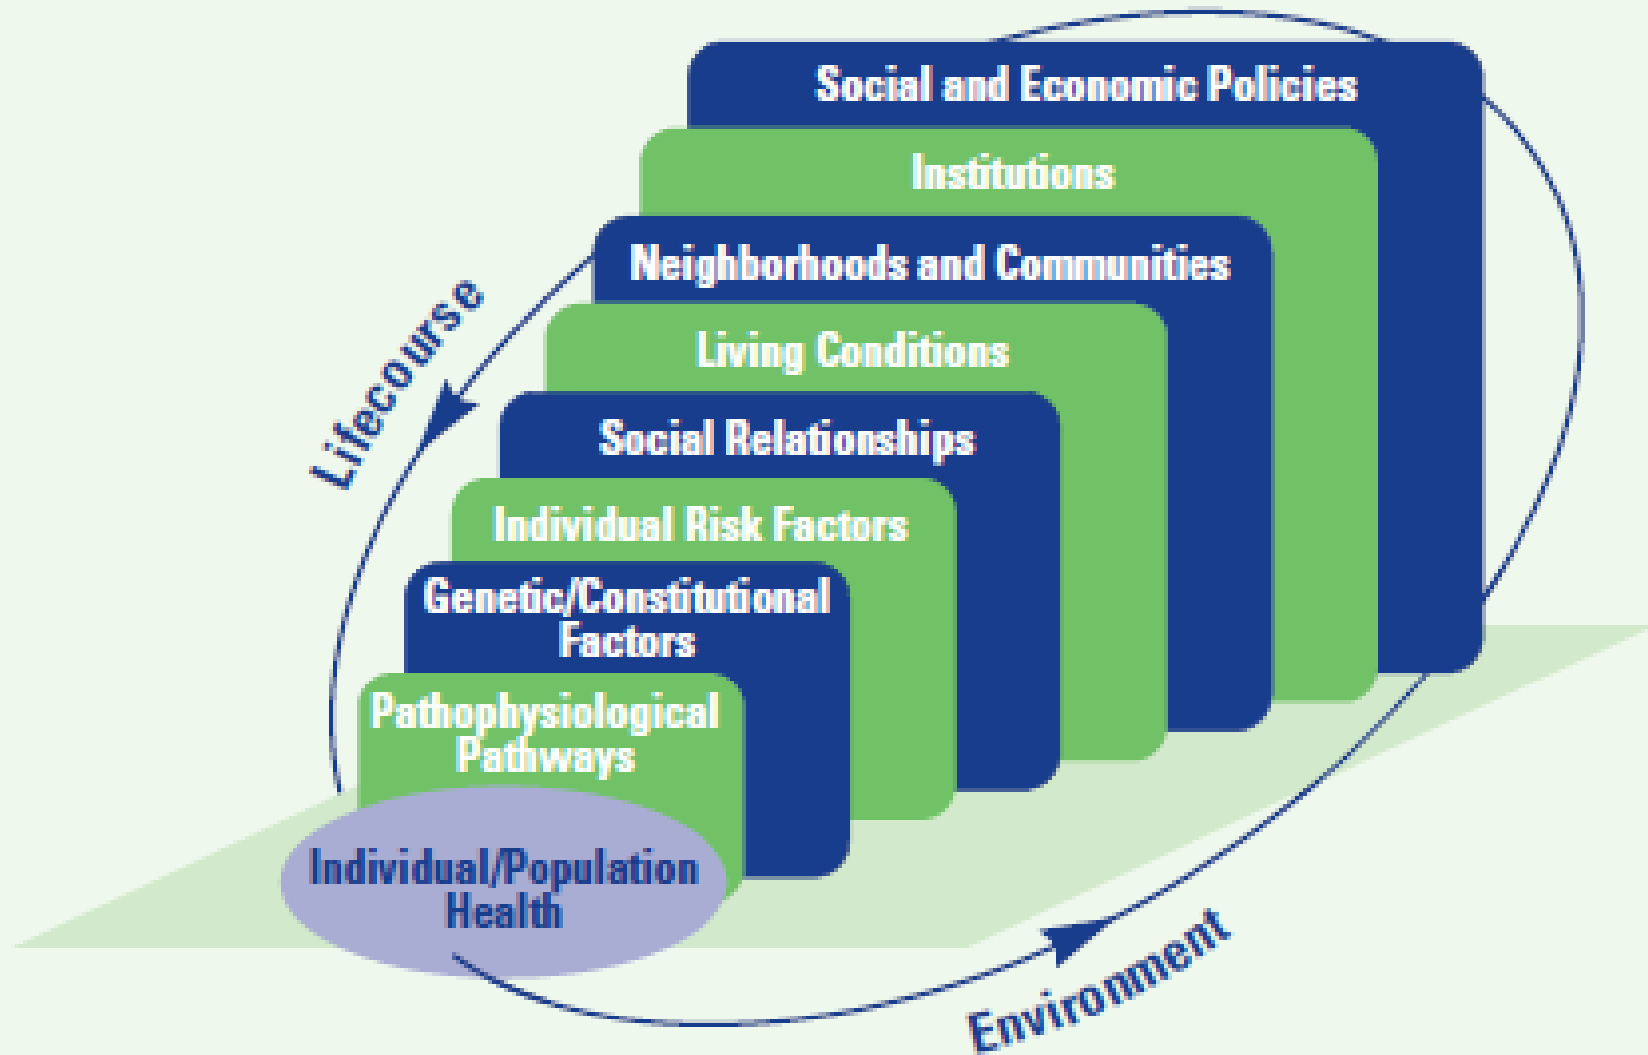 Social and Economic Policies
Institutions
Neighborhoods and Communities
Living Conditions
Social Relationships
Individual Risk Factors
Genetic/Constitutional
Factors
Pathophysiological
Pathways
Individual/Population
Health
Lifecourse
Environment